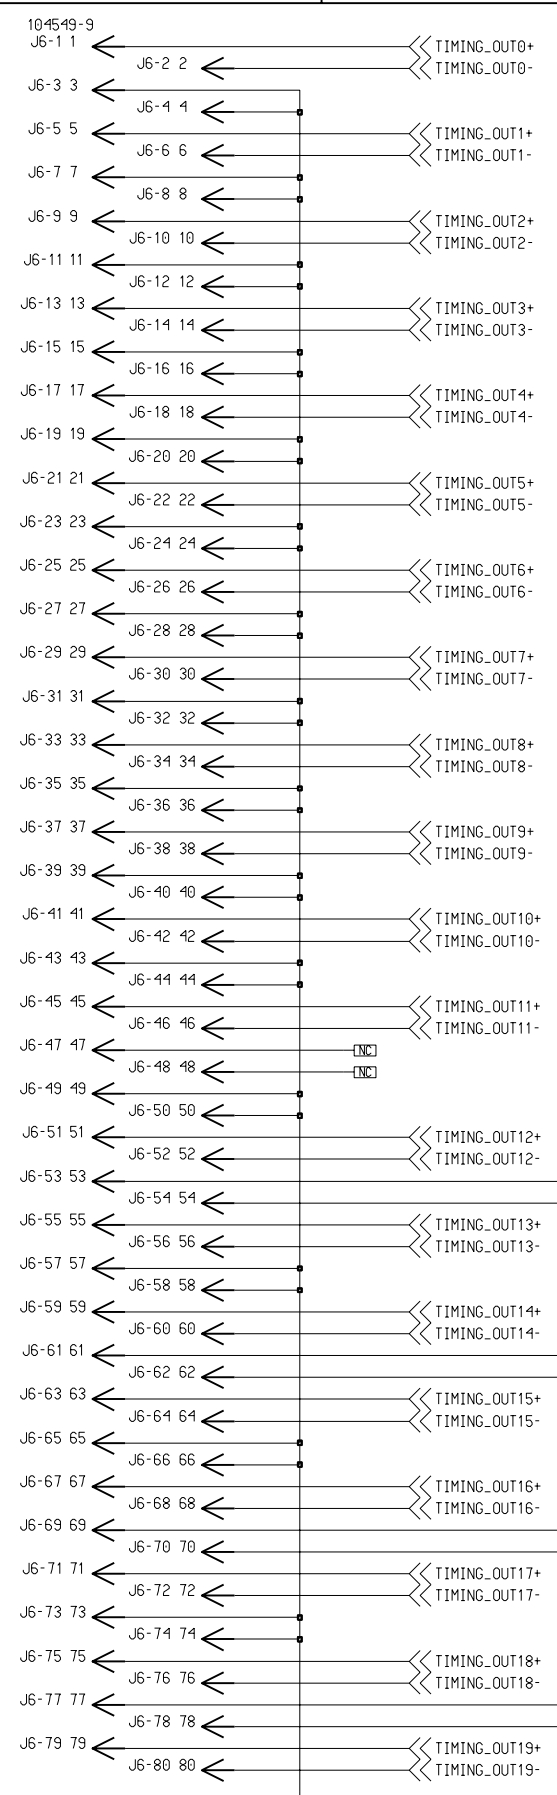 104549-9
J6-1 1 TIMING_OUT0+
J6-2 2 TIMING_OUT0-
J6-3 3
J6-4 4
J6-5 5 TIMING_OUT1+
J6-6 6 TIMING_OUT1-
J6-7 7
J6-8 8
J6-9 9 TIMING_OUT2+
J6-10 10 TIMING_OUT2-
J6-11 11
J6-12 12
J6-13 13 TIMING_OUT3+
J6-14 14 TIMING_OUT3-
J6-15 15
J6-16 16
J6-17 17 TIMING_OUT4+
J6-18 18 TIMING_OUT4-
J6-19 19
J6-20 20
J6-21 21 TIMING_OUT5+
J6-22 22 TIMING_OUT5-
J6-23 23
J6-24 24
J6-25 25 TIMING_OUT6+
J6-26 26 TIMING_OUT6-
J6-27 27
J6-28 28
J6-29 29 TIMING_OUT7+
J6-30 30 TIMING_OUT7-
J6-31 31
J6-32 32
J6-33 33 TIMING_OUT8+
J6-34 34 TIMING_OUT8-
J6-35 35
J6-36 36
J6-37 37 TIMING_OUT9+
J6-38 38 TIMING_OUT9-
J6-39 39
J6-40 40
J6-41 41 TIMING_OUT10+
J6-42 42 TIMING_OUT10-
J6-43 43
J6-44 44
J6-45 45 TIMING_OUT11+
J6-46 46 TIMING_OUT11-
J6-47 47 NC
J6-48 48 NC
J6-49 49
J6-50 50
J6-51 51 TIMING_OUT12+
J6-52 52 TIMING_OUT12-
J6-53 53
J6-54 54
J6-55 55 TIMING_OUT13+
J6-56 56 TIMING_OUT13-
J6-57 57
J6-58 58
J6-59 59 TIMING_OUT14+
J6-60 60 TIMING_OUT14-
J6-61 61
J6-62 62
J6-63 63 TIMING_OUT15+
J6-64 64 TIMING_OUT15-
J6-65 65
J6-66 66
J6-67 67 TIMING_OUT16+
J6-68 68 TIMING_OUT16-
J6-69 69
J6-70 70
J6-71 71 TIMING_OUT17+
J6-72 72 TIMING_OUT17-
J6-73 73
J6-74 74
J6-75 75 TIMING_OUT18+
J6-76 76 TIMING_OUT18-
J6-77 77
J6-78 78
J6-79 79 TIMING_OUT19+
J6-80 80 TIMING_OUT19-